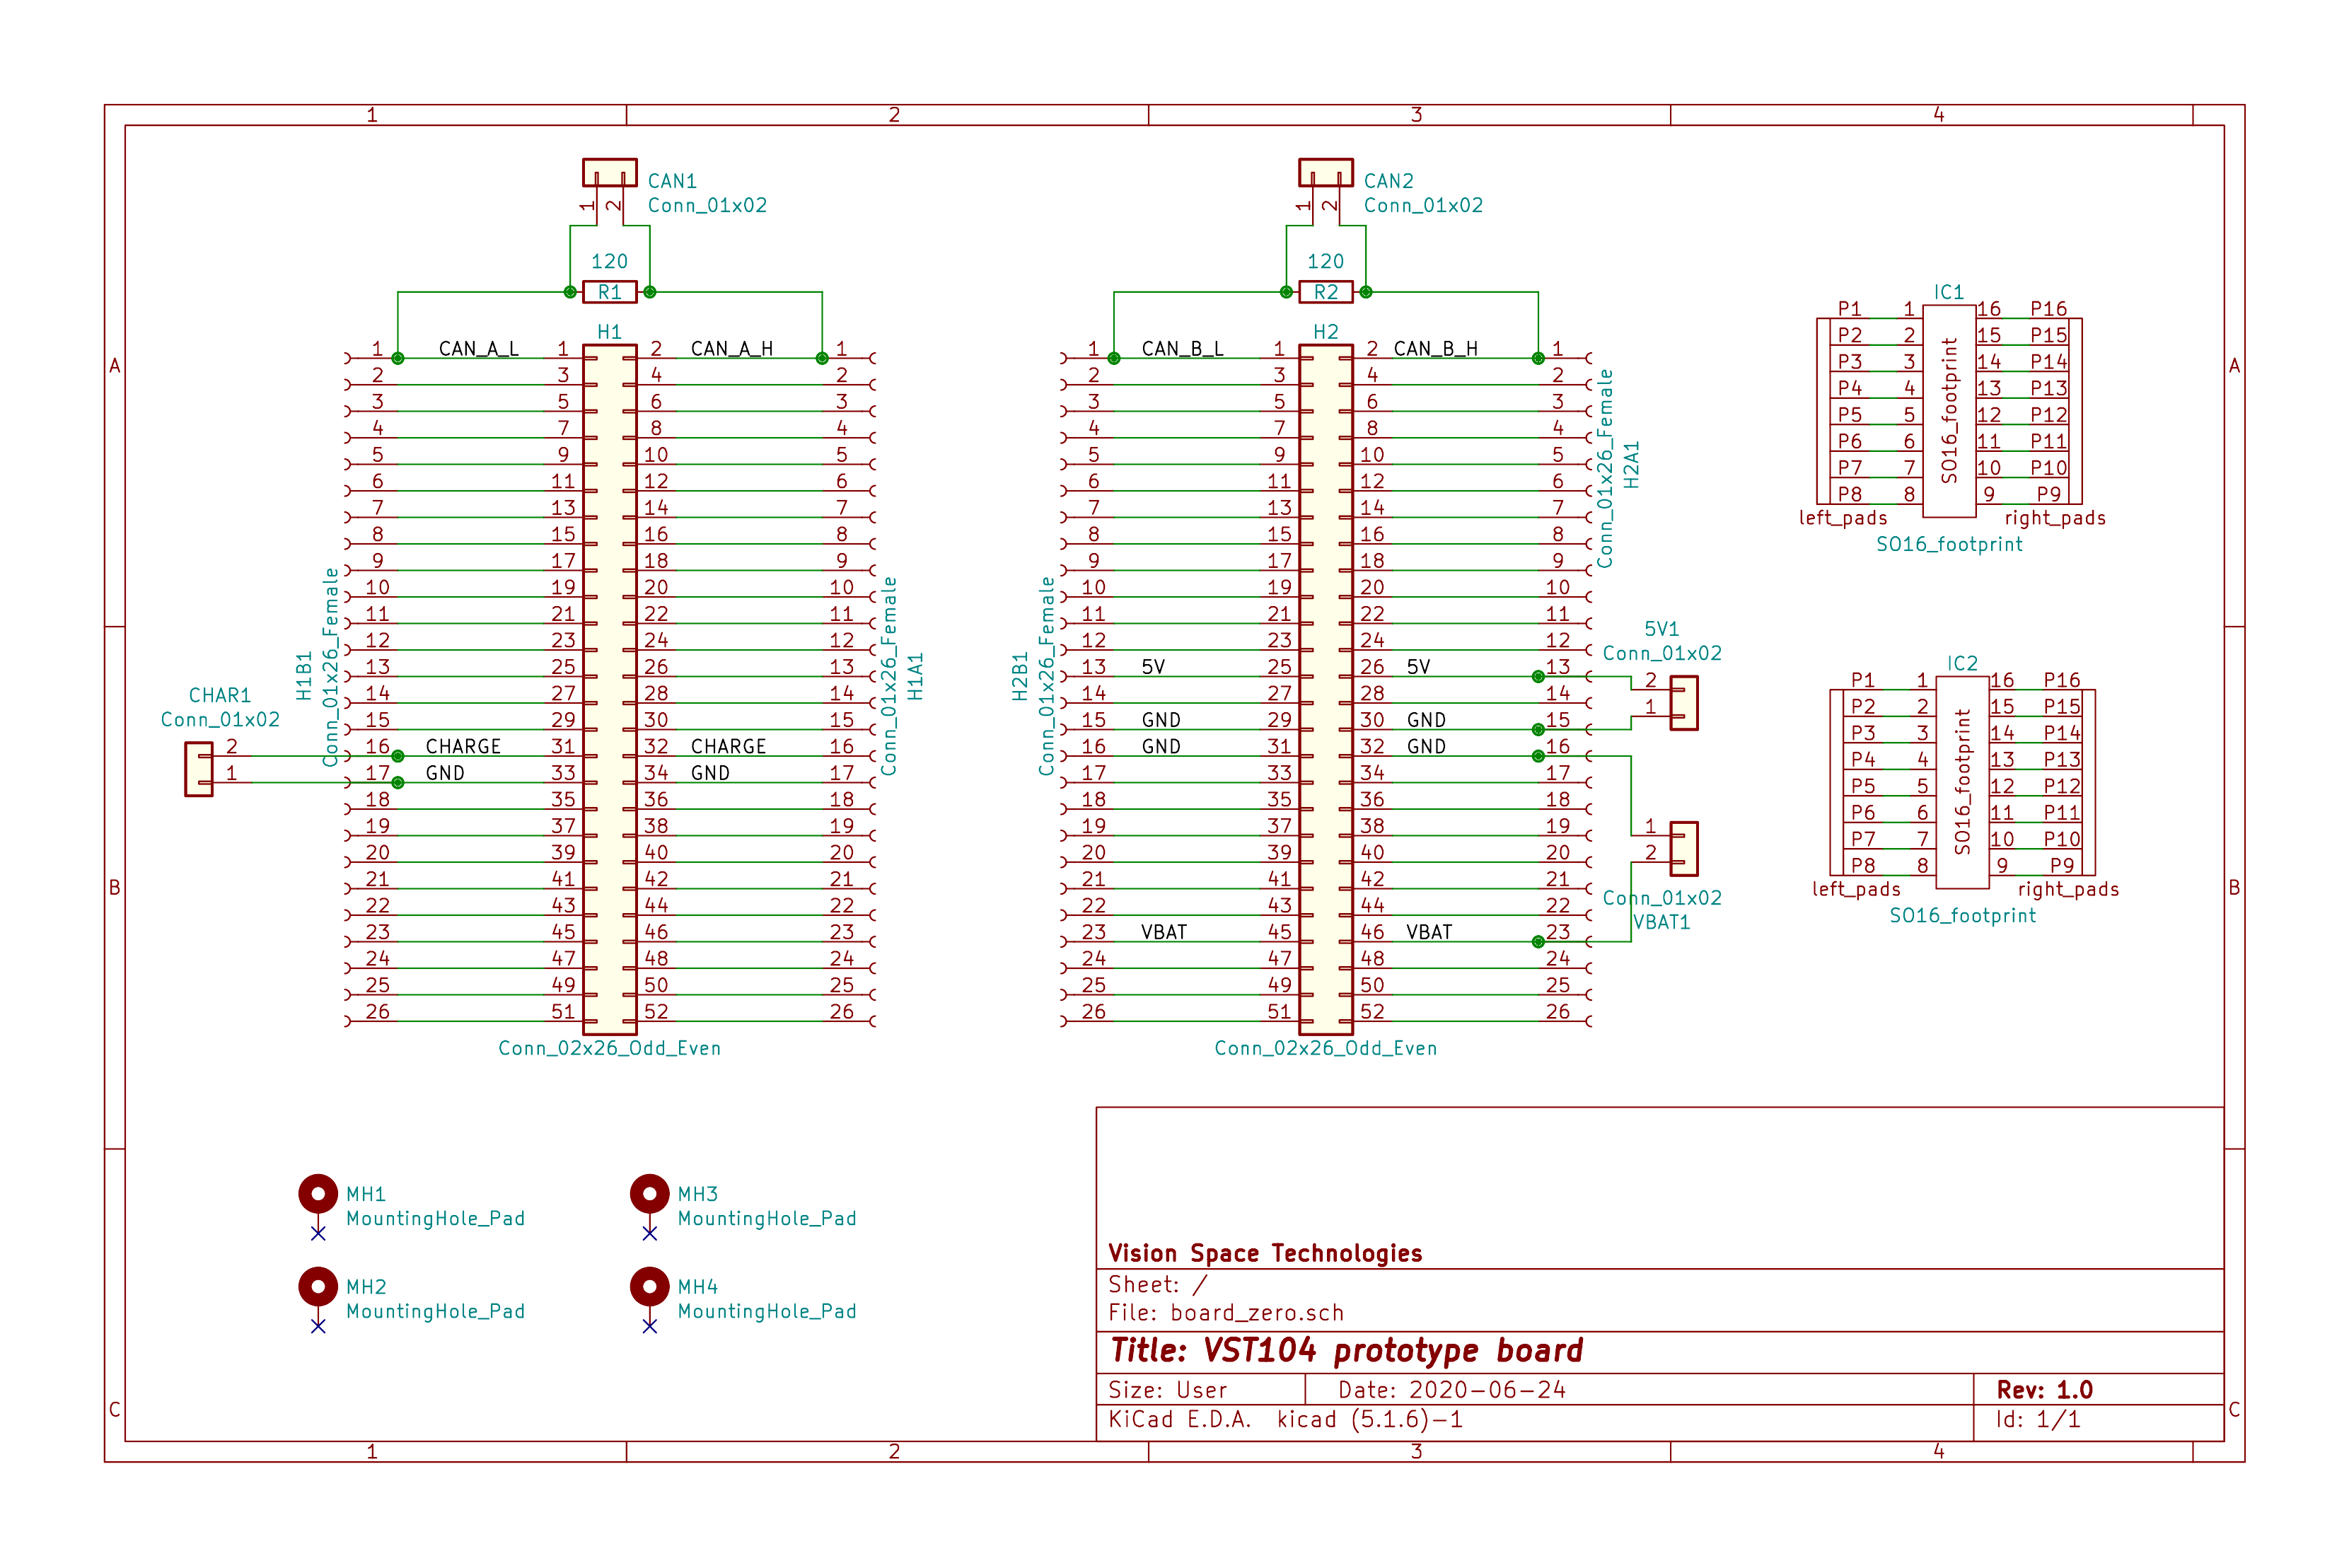 1 2 3 4
A A
B B
C C
CAN1
Conn_01x02
1 2
120
R1
H1
CAN_A_L CAN_A_H
1 1 2 1
2 3 4 2
3 5 6 3
4 7 8 4
5 9 10 5
6 11 12 6
7 13 14 7
8 15 16 8
9 17 18 9
10 19 20 10
11 21 22 11
12 23 24 12
13 25 26 13
14 27 28 14
15 29 30 15
16 CHARGE 31 32 CHARGE 16
17 GND 33 34 GND 17
18 35 36 18
19 37 38 19
20 39 40 20
21 41 42 21
22 43 44 22
23 45 46 23
24 47 48 24
25 49 50 25
26 51 52 26
Conn_02x26_Odd_Even
H1B1
Conn_01x26_Female
Conn_01x26_Female
H1A1
CHAR1
Conn_01x02
2
1
CAN2
Conn_01x02
1 2
120
R2
H2
CAN_B_L CAN_B_H
1 1 2 1
2 3 4 2
3 5 6 3
4 7 8 4
5 9 10 5
6 11 12 6
7 13 14 7
8 15 16 8
9 17 18 9
10 19 20 10
11 21 22 11
12 23 24 12
13 5V 25 26 5V 13
14 27 28 14
15 GND 29 30 GND 15
16 GND 31 32 GND 16
17 33 34 17
18 35 36 18
19 37 38 19
20 39 40 20
21 41 42 21
22 43 44 22
23 VBAT 45 46 VBAT 23
24 47 48 24
25 49 50 25
26 51 52 26
Conn_02x26_Odd_Even
H2B1
Conn_01x26_Female
Conn_01x26_Female
H2A1
5V1
Conn_01x02
2
1
1
2
Conn_01x02
VBAT1
IC1
P1 1 16 P16
P2 2 15 P15
P3 3 14 P14
P4 4 13 P13
P5 5 12 P12
P6 6 11 P11
P7 7 10 P10
P8 8 9 P9
SO16_footprint
left_pads right_pads
SO16_footprint
IC2
P1 1 16 P16
P2 2 15 P15
P3 3 14 P14
P4 4 13 P13
P5 5 12 P12
P6 6 11 P11
P7 7 10 P10
P8 8 9 P9
SO16_footprint
left_pads right_pads
SO16_footprint
MH1
MountingHole_Pad
MH3
MountingHole_Pad
MH2
MountingHole_Pad
MH4
MountingHole_Pad
Vision Space Technologies
Sheet: /
File: board_zero.sch
Title: VST104 prototype board
Size: User Date: 2020-06-24 Rev: 1.0
KiCad E.D.A. kicad (5.1.6)-1 Id: 1/1
1 2 3 4